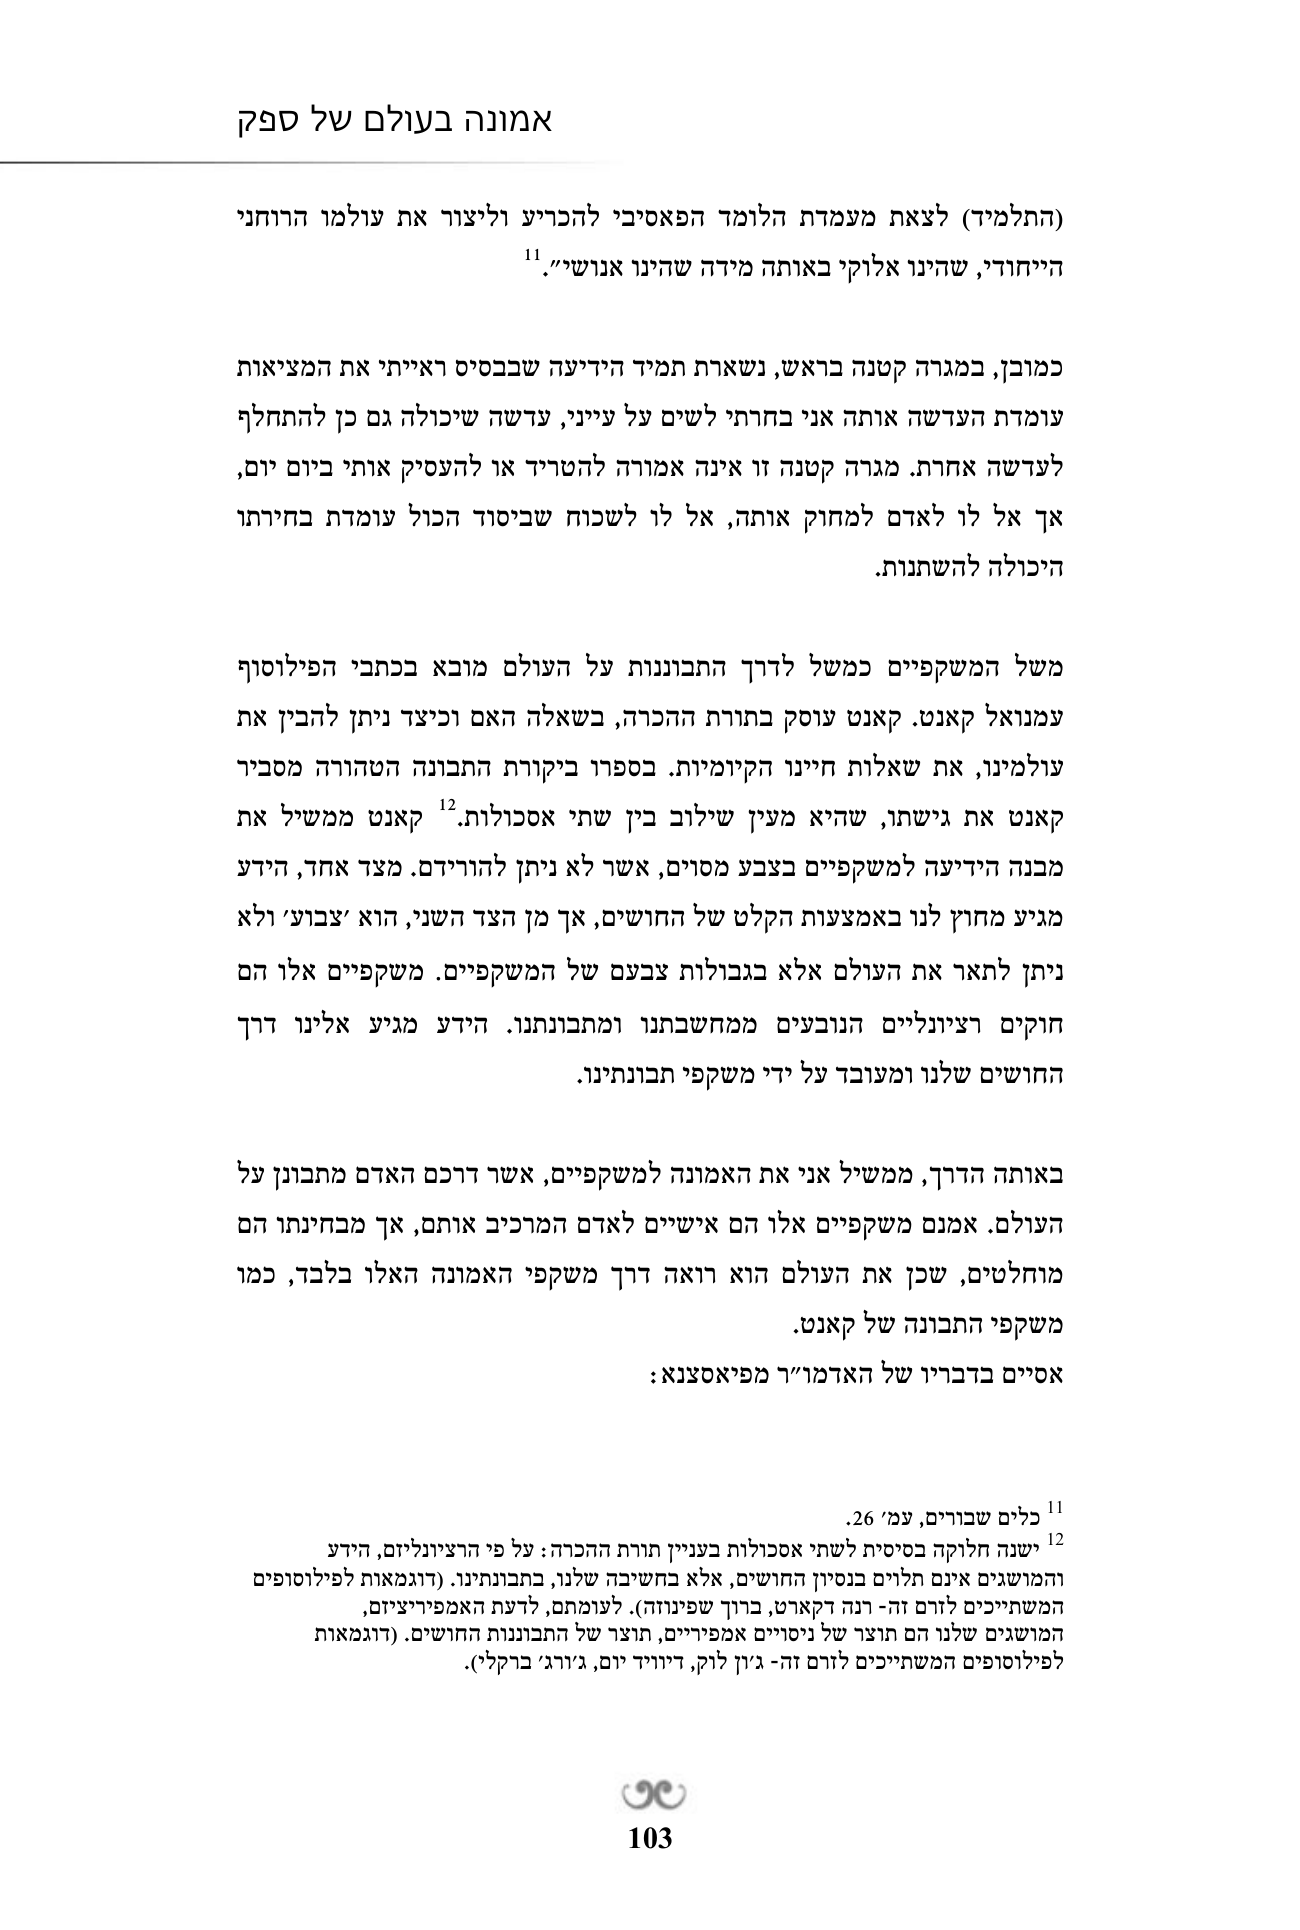 אמונה בעולם של ספק
(התלמיד) לצאת מעמדת הלומד הפאסיבי להכריע וליצור את עולמו הרוחני
הייחודי, שהינו אלוקי באותה מידה שהינו אנושי״.11
כמובן, במגרה קטנה בראש, נשארת תמיד הידיעה שבבסיס ראייתי את המציאות
עומדת העדשה אותה אני בחרתי לשים על עייני, עדשה שיכולה גם כן להתחלף
לעדשה אחרת. מגרה קטנה זו אינה אמורה להטריד או להעסיק אותי ביום יום,
אך אל לו לאדם למחוק אותה, אל לו לשכוח שביסוד הכול עומדת בחירתו
היכולה להשתנות.
משל המשקפיים כמשל לדרך התבוננות על העולם מובא בכתבי הפילוסוף
עמנואל קאנט. קאנט עוסק בתורת ההכרה, בשאלה האם וכיצד ניתן להבין את
עולמינו, את שאלות חיינו הקיומיות. בספרו ביקורת התבונה הטהורה מסביר
קאנט את גישתו, שהיא מעין שילוב בין שתי אסכולות.12 קאנט ממשיל את
מבנה הידיעה למשקפיים בצבע מסוים, אשר לא ניתן להורידם. מצד אחד, הידע
מגיע מחוץ לנו באמצעות הקלט של החושים, אך מן הצד השני, הוא ׳צבוע׳ ולא
ניתן לתאר את העולם אלא בגבולות צבעם של המשקפיים. משקפיים אלו הם
חוקים רציונליים הנובעים ממחשבתנו ומתבונתנו. הידע מגיע אלינו דרך
החושים שלנו ומעובד על ידי משקפי תבונתינו.
באותה הדרך, ממשיל אני את האמונה למשקפיים, אשר דרכם האדם מתבונן על
העולם. אמנם משקפיים אלו הם אישיים לאדם המרכיב אותם, אך מבחינתו הם
מוחלטים, שכן את העולם הוא רואה דרך משקפי האמונה האלו בלבד, כמו
משקפי התבונה של קאנט.
אסיים בדבריו של האדמו״ר מפיאסצנא:
11 כלים שבורים, עמ׳ 26.
12 ישנה חלוקה בסיסית לשתי אסכולות בעניין תורת ההכרה: על פי הרציונליזם, הידע
והמושגים אינם תלוים בנסיון החושים, אלא בחשיבה שלנו, בתבונתינו. (דוגמאות לפילוסופים
המשתייכים לזרם זה- רנה דקארט, ברוך שפינוזה). לעומתם, לדעת האמפיריציזם,
המושגים שלנו הם תוצר של ניסויים אמפיריים, תוצר של התבוננות החושים. (דוגמאות
לפילוסופים המשתייכים לזרם זה- ג׳ון לוק, דיוויד יום, ג׳ורג׳ ברקלי).
103